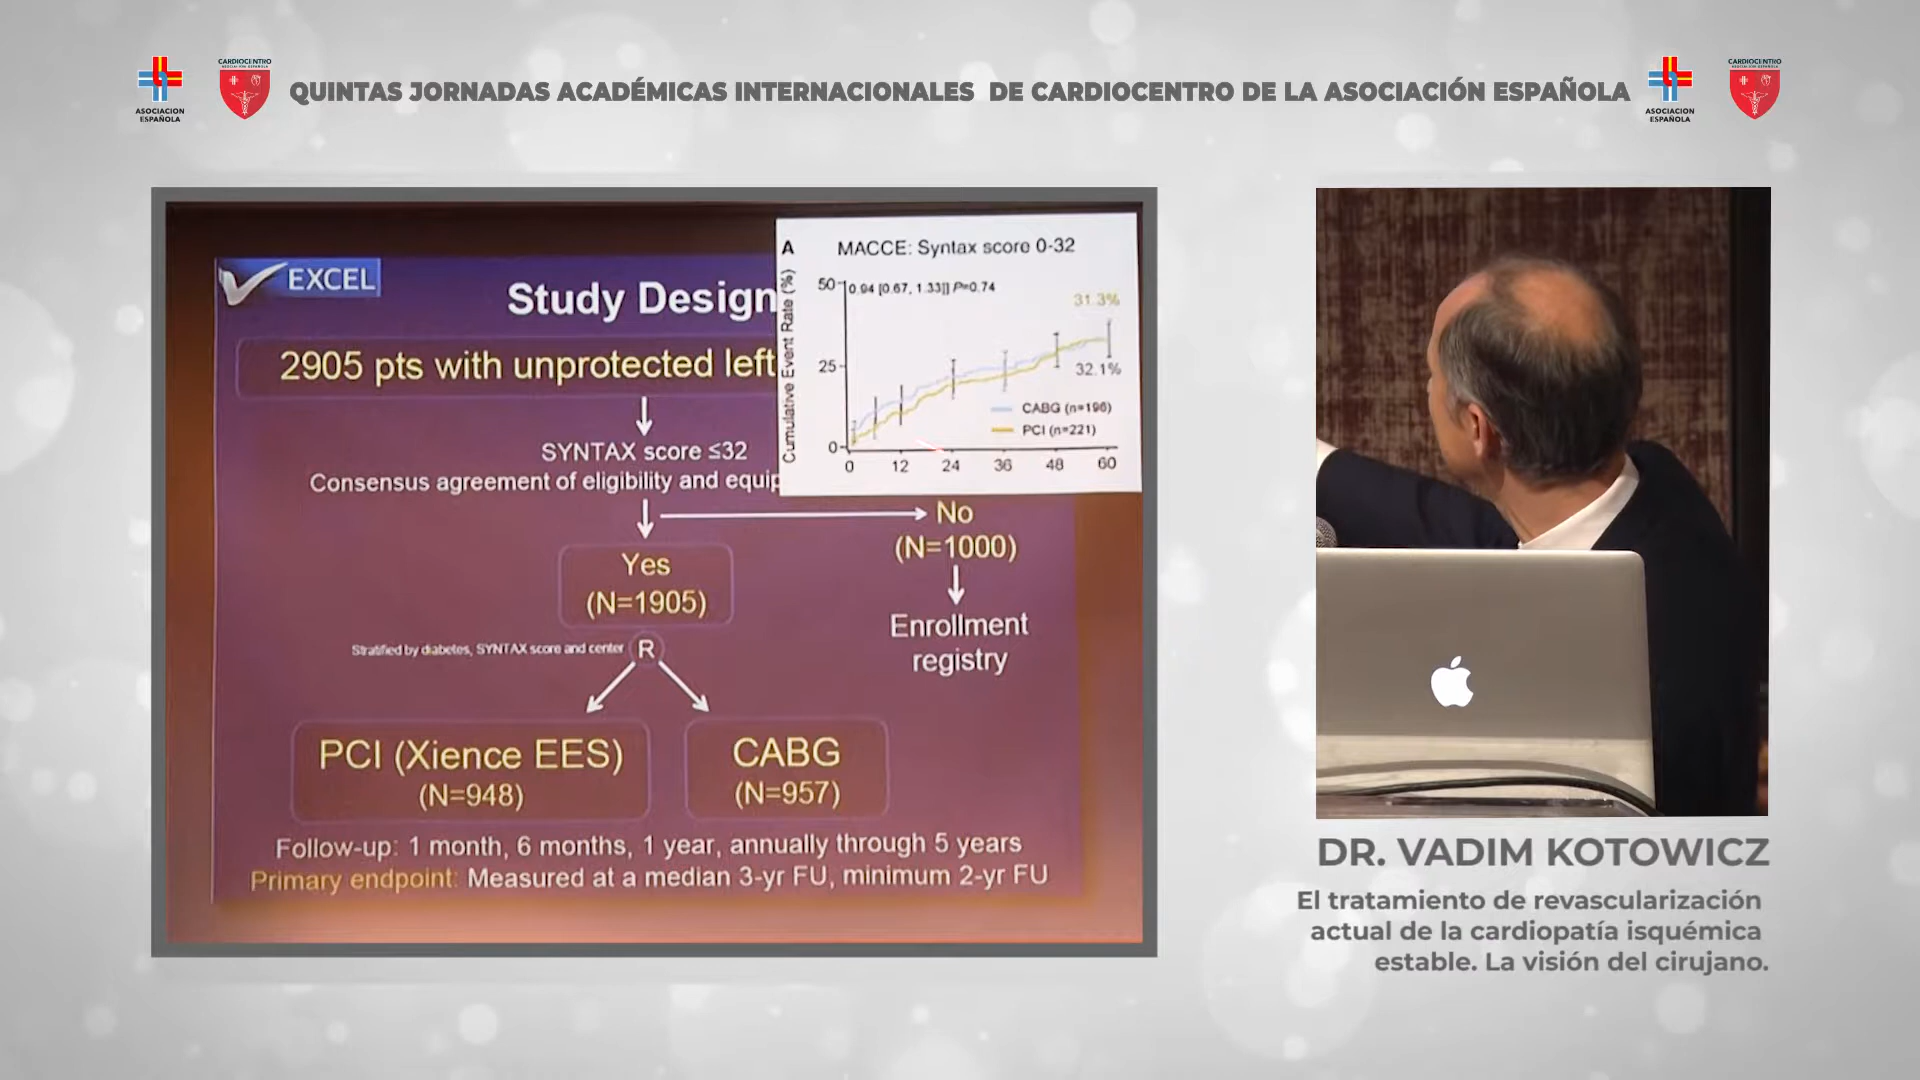 CARDIOCENTRO
ASOCIACIÓN ESPAÑOLA
ASOCIACION
ESPAÑOLA
QUINTAS JORNADAS ACADÉMICAS INTERNACIONALES DE CARDIOCENTRO DE LA ASOCIACIÓN ESPAÑOLA
ASOCIACION
ESPAÑOLA
CARDIOCENTRO
ASOCIACIÓN ESPAÑOLA
EXCEL
Study Design
2905 pts with unprotected left
SYNTAX score ≤32
Consensus agreement of eligibility and equip
Yes
(N=1905)
No
(N=1000)
Enrollment
registry
Stratified by diabetes, SYNTAX score and center
R
PCI (Xience EES)
(N=948)
CABG
(N=957)
Follow-up: 1 month, 6 months, 1 year, annually through 5 years
Primary endpoint: Measured at a median 3-yr FU, minimum 2-yr FU
A MACCE: Syntax score 0-32
Cumulative Event Rate (%)
50
0.94 [0.67, 1.33]] P=0.74
31.3%
25
32.1%
CABG (n=196)
PCI (n=221)
0
0 12 24 36 48 60
DR. VADIM KOTOWICZ
El tratamiento de revascularización
actual de la cardiopatía isquémica
estable. La visión del cirujano.